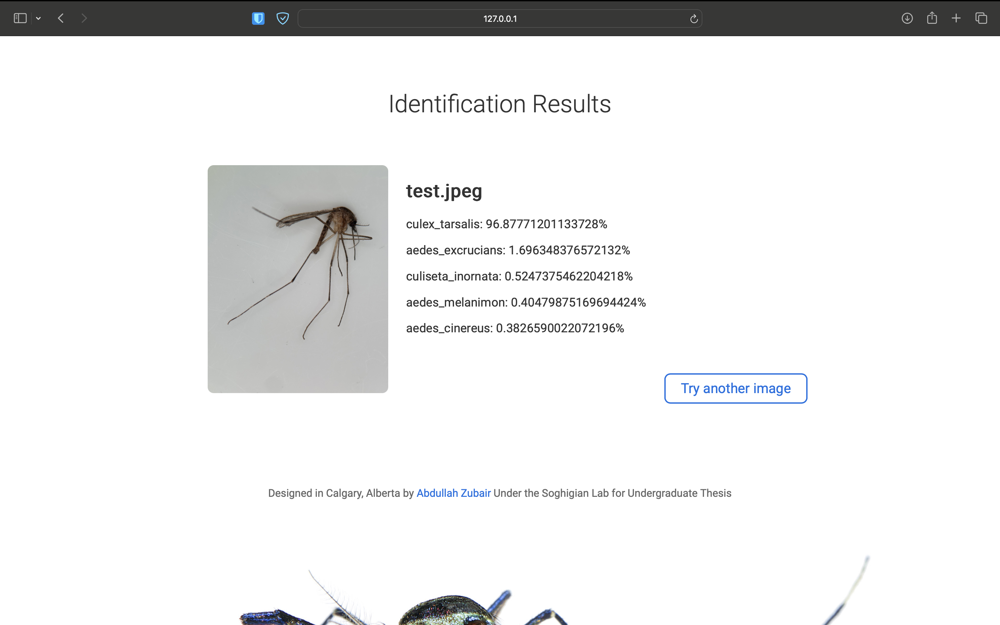 127.0.0.1
Identification Results
test.jpeg
culex_tarsalis: 96.87771201133728%
aedes_excrucians: 1.696348376572132%
culiseta_inornata: 0.5247375462204218%
aedes_melanimon: 0.40479875169694424%
aedes_cinereus: 0.3826590022072196%
Try another image
Designed in Calgary, Alberta by Abdullah Zubair Under the Soghigian Lab for Undergraduate Thesis